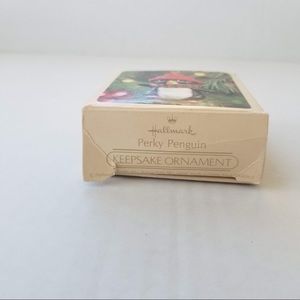 Hallmark
Perky Penguin
KEEPSAKE ORNAMENT